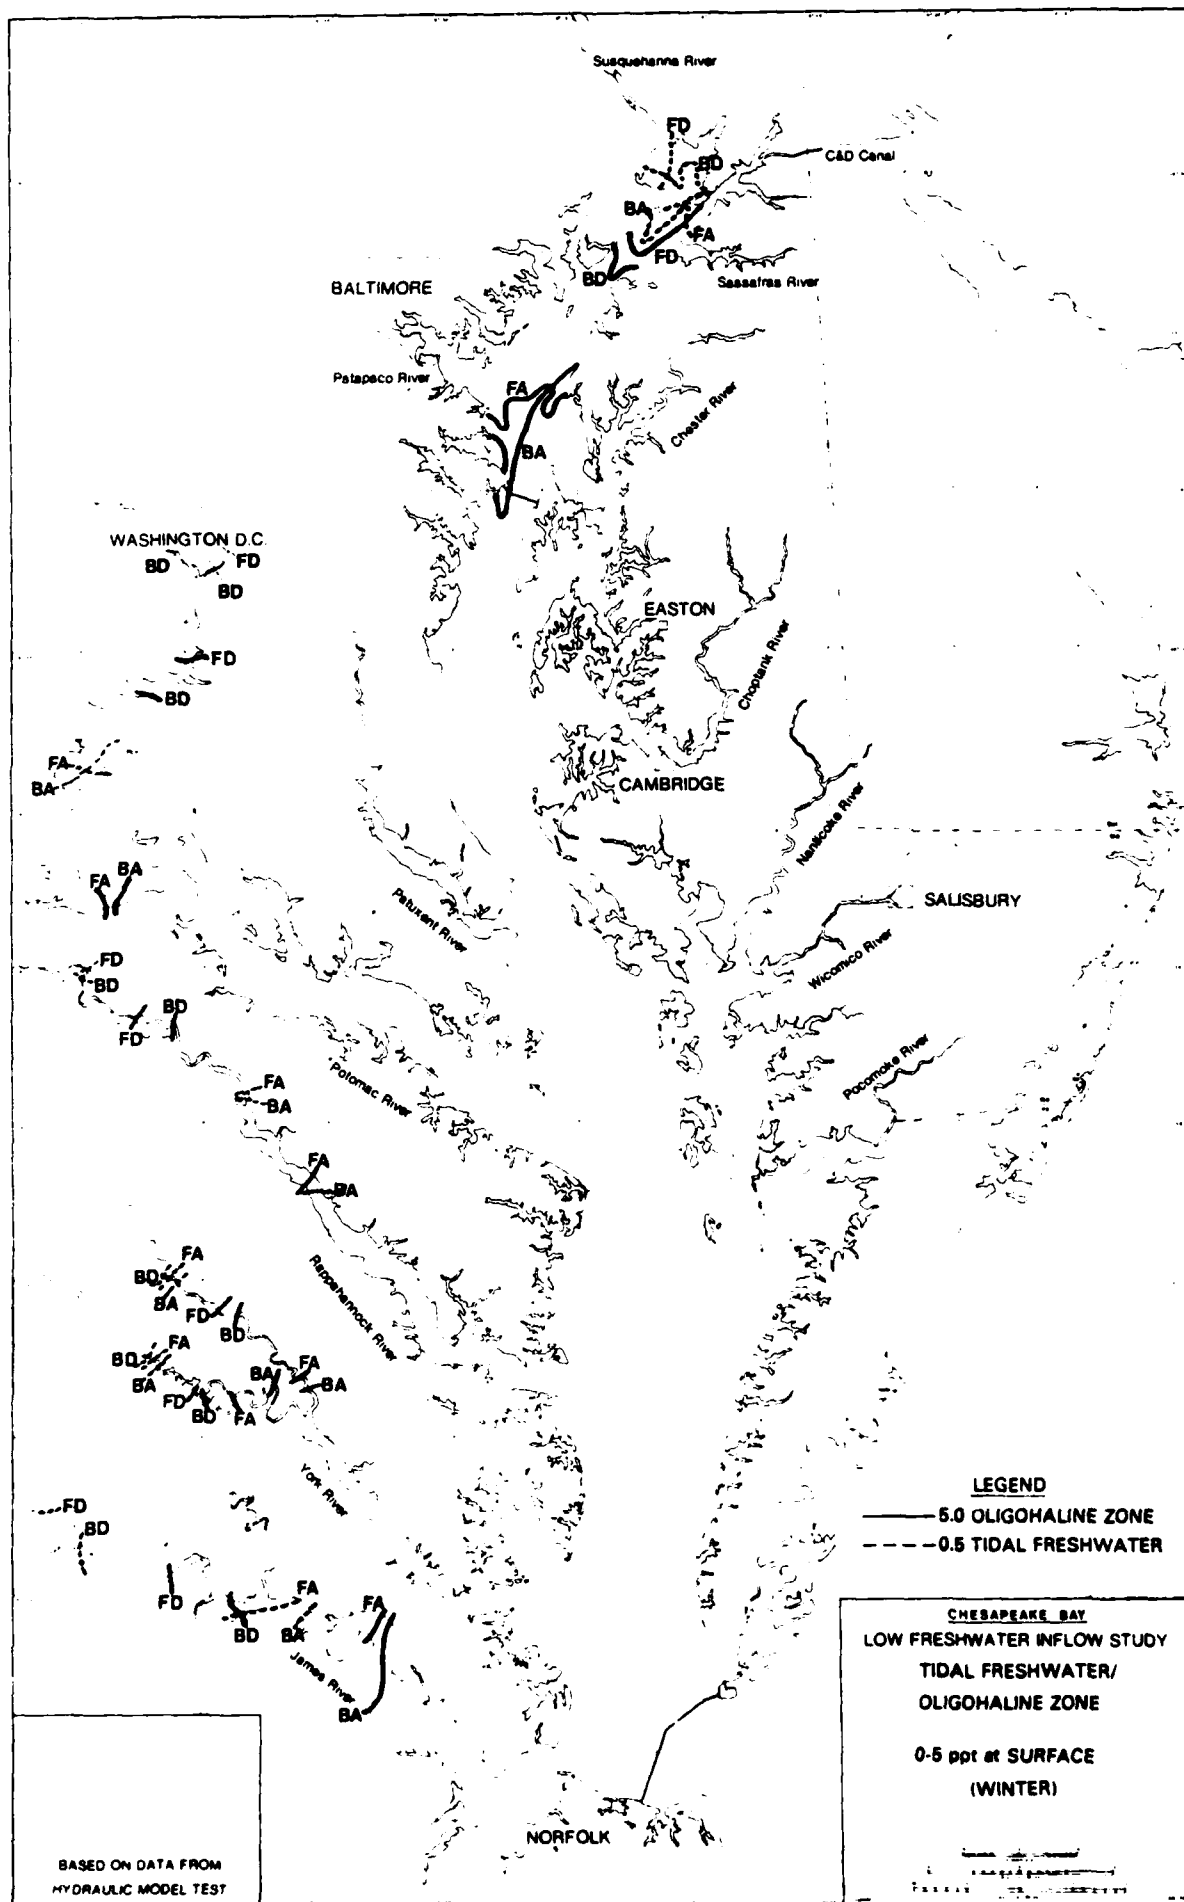 Susquehanna River
FD
BD
C&D Canal
BA
FA
FD
BD
Sassafras River
BALTIMORE
Patapsco River
FA
Chester River
BA
WASHINGTON D.C.
BD
FD
BD
EASTON
FD
Choptank River
BD
FA
BA
CAMBRIDGE
Nanticoke River
FA
BA
Patuxent River
SALISBURY
Wicomico River
FD
BD
BD
FD
Potomac River
Pocomoke River
FA
BA
FA
BA
Rappahannock River
FA
BD
BA
FD
BD
FA
BD
BA
FD
BD
FA
BA
FA
BA
York River
FD
BD
FD
FA
BD
BA
FA
James River
BA
LEGEND
5.0 OLIGOHALINE ZONE
0.5 TIDAL FRESHWATER
CHESAPEAKE BAY
LOW FRESHWATER INFLOW STUDY
TIDAL FRESHWATER/
OLIGOHALINE ZONE
0-5 ppt at SURFACE
(WINTER)
NORFOLK
BASED ON DATA FROM
HYDRAULIC MODEL TEST